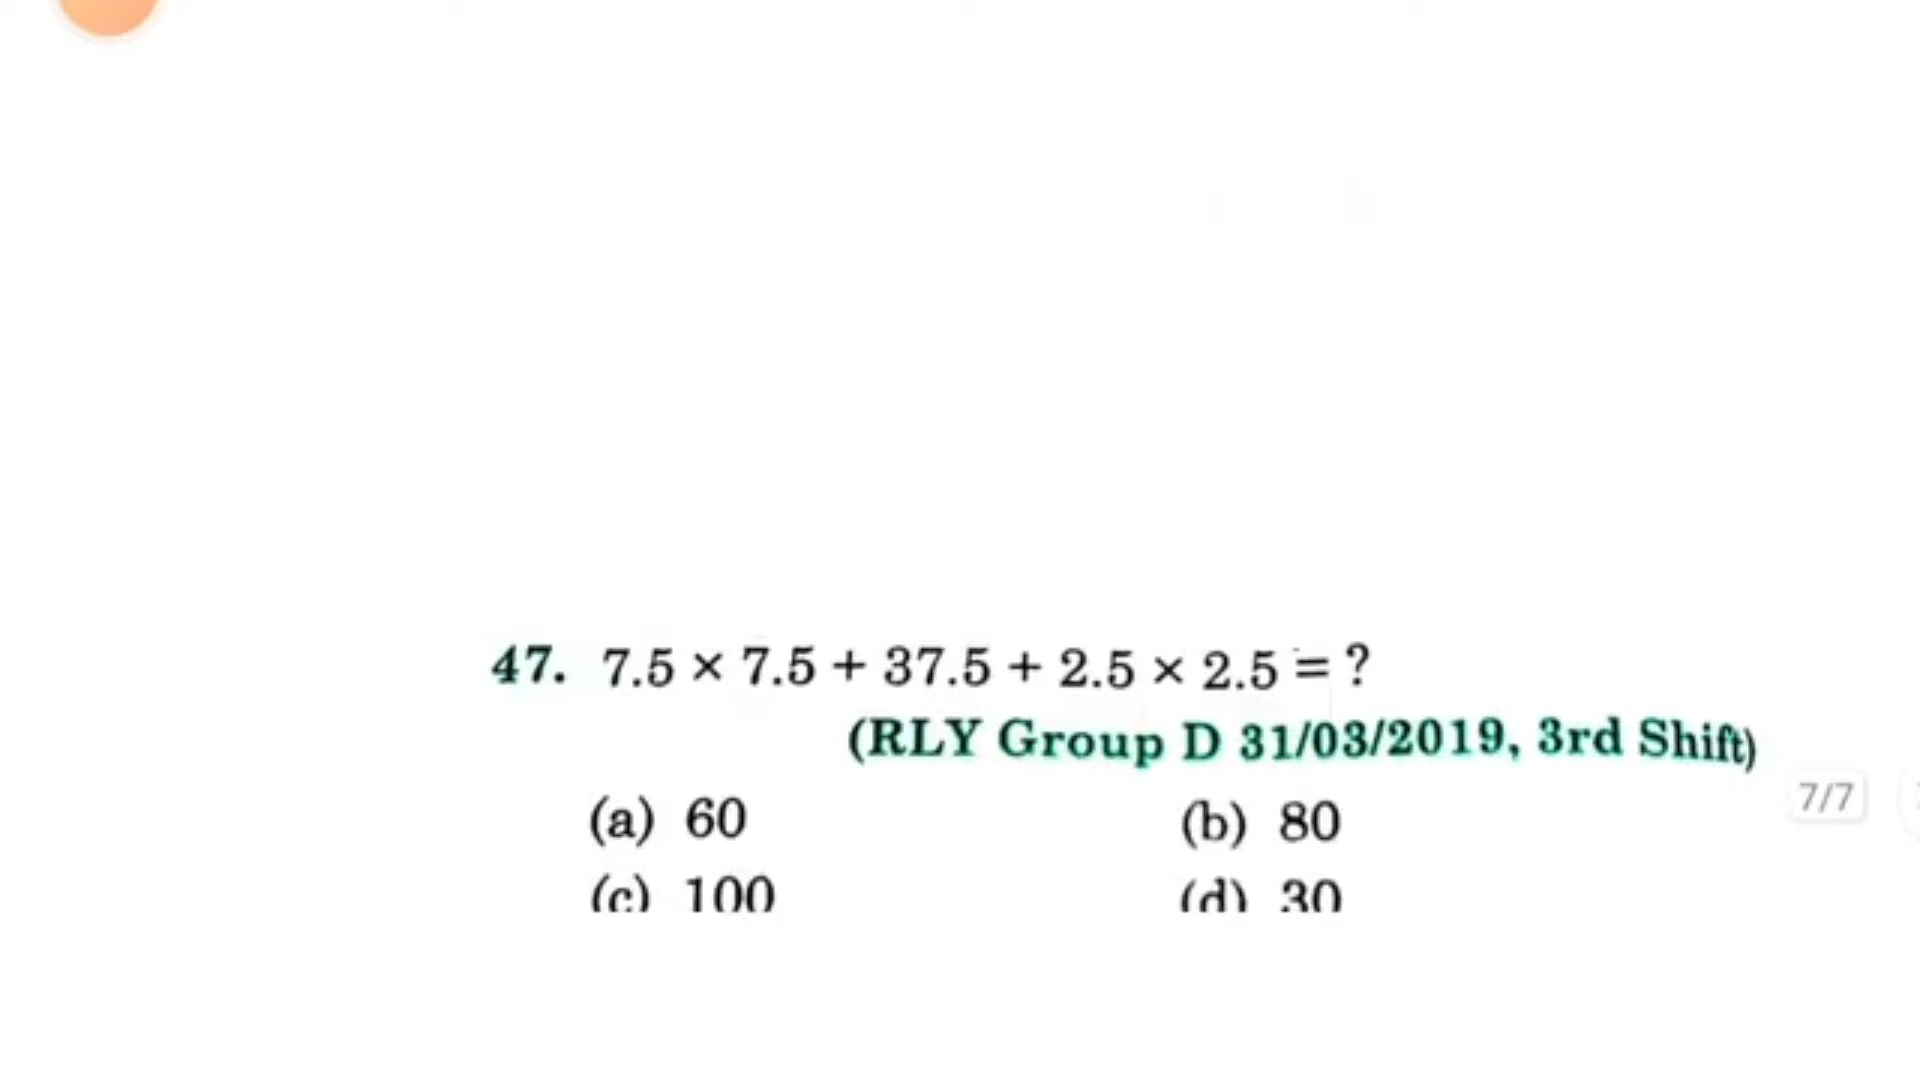 47. 7.5 × 7.5 + 37.5 + 2.5 × 2.5 = ?
(RLY Group D 31/03/2019, 3rd Shift)
(a) 60 (b) 80
7/7
(c) 100 (d) 30